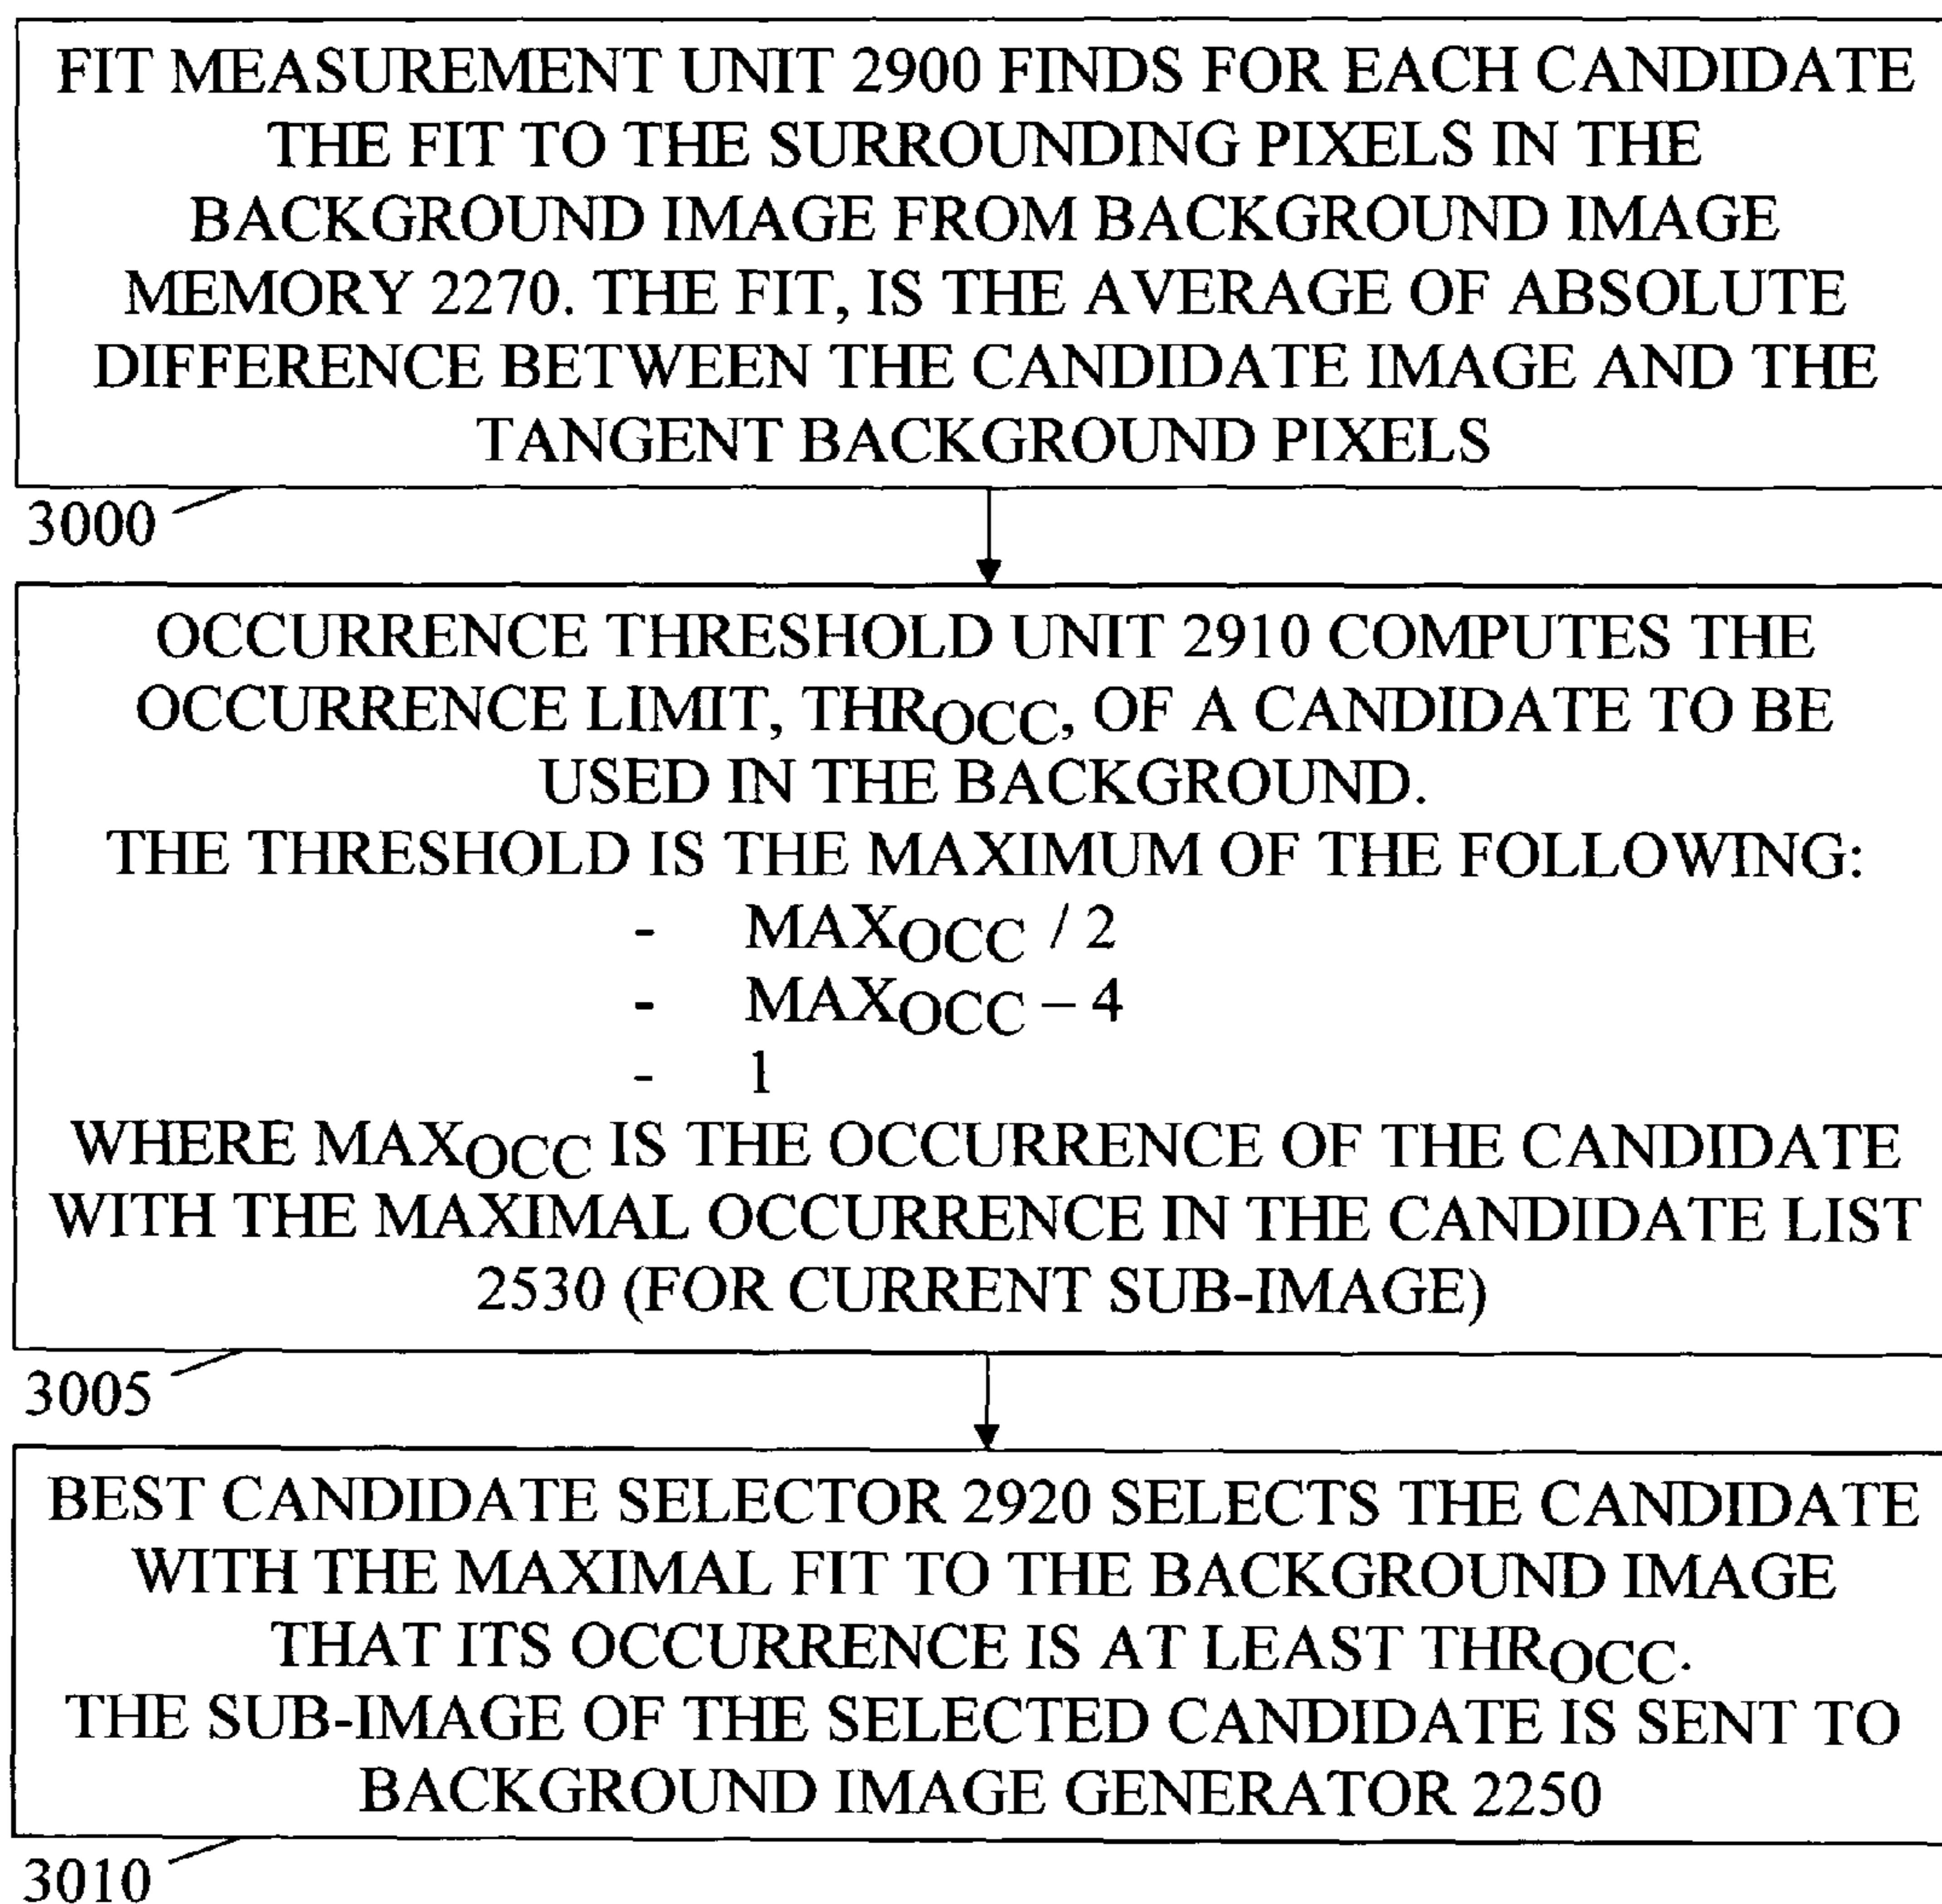 FIT MEASUREMENT UNIT 2900 FINDS FOR EACH CANDIDATE
THE FIT TO THE SURROUNDING PIXELS IN THE
BACKGROUND IMAGE FROM BACKGROUND IMAGE
MEMORY 2270. THE FIT, IS THE AVERAGE OF ABSOLUTE
DIFFERENCE BETWEEN THE CANDIDATE IMAGE AND THE
TANGENT BACKGROUND PIXELS
3000
OCCURRENCE THRESHOLD UNIT 2910 COMPUTES THE
OCCURRENCE LIMIT, THROCC, OF A CANDIDATE TO BE
USED IN THE BACKGROUND.
THE THRESHOLD IS THE MAXIMUM OF THE FOLLOWING:
- MAXOCC / 2
- MAXOCC – 4
- 1
WHERE MAXOCC IS THE OCCURRENCE OF THE CANDIDATE
WITH THE MAXIMAL OCCURRENCE IN THE CANDIDATE LIST
2530 (FOR CURRENT SUB-IMAGE)
3005
BEST CANDIDATE SELECTOR 2920 SELECTS THE CANDIDATE
WITH THE MAXIMAL FIT TO THE BACKGROUND IMAGE
THAT ITS OCCURRENCE IS AT LEAST THROCC.
THE SUB-IMAGE OF THE SELECTED CANDIDATE IS SENT TO
BACKGROUND IMAGE GENERATOR 2250
3010